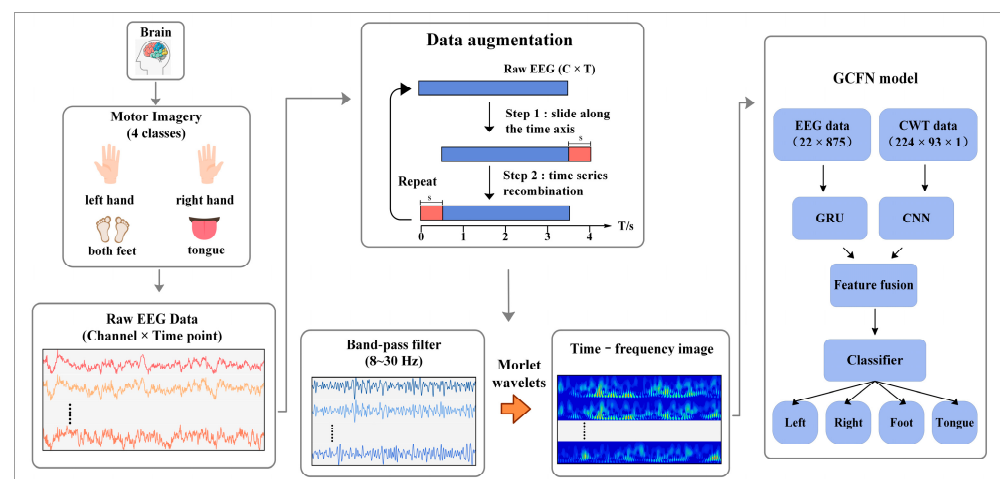 Brain
Motor Imagery
(4 classes)
left hand
right hand
both feet
tongue
Raw EEG Data
(Channel × Time point)
Data augmentation
Raw EEG (C × T)
Step 1 : slide along
the time axis
s
Step 2 : time series
recombination
Repeat
s
0 1 2 3 4 T/s
Band-pass filter
(8~30 Hz)
Morlet
wavelets
Time - frequency image
GCFN model
EEG data
(22 × 875)
CWT data
(224 × 93 × 1)
GRU
CNN
Feature fusion
Classifier
Left
Right
Foot
Tongue